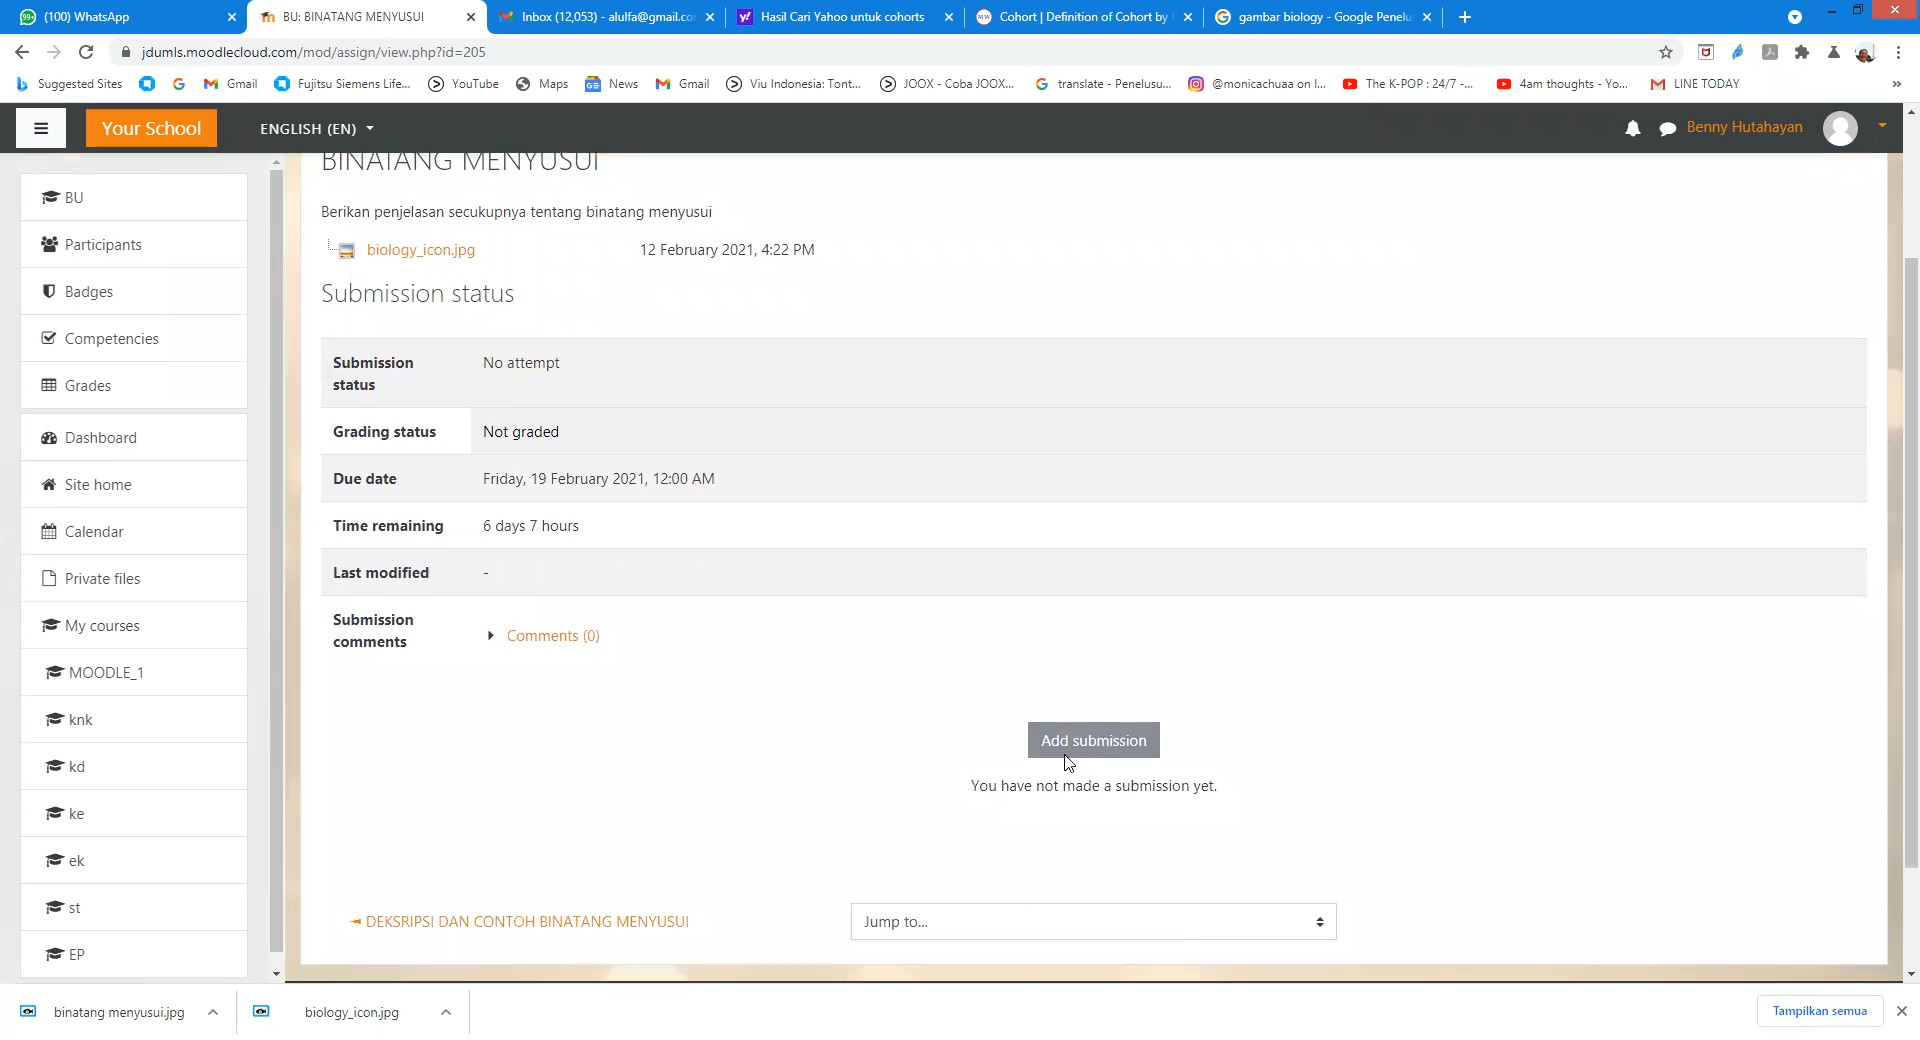 (100) WhatsApp
BU: BINATANG MENYUSUI
Inbox (12,053) - alulfa@gmail.co
Hasil Cari Yahoo untuk cohorts
Cohort | Definition of Cohort by
gambar biology - Google Penelu
jdumls.moodlecloud.com/mod/assign/view.php?id=205
Suggested Sites
Gmail
Fujitsu Siemens Life...
YouTube
Maps
News
Gmail
Viu Indonesia: Tont...
JOOX - Coba JOOX...
translate - Penelusu...
@monicachuaa on I...
The K-POP : 24/7 -...
4am thoughts - Yo...
LINE TODAY
Your School
ENGLISH (EN)
Benny Hutahayan
BU
Participants
Badges
Competencies
Grades
Dashboard
Site home
Calendar
Private files
My courses
MOODLE_1
knk
kd
ke
ek
st
EP
BINATANG MENYUSUI
Berikan penjelasan secukupnya tentang binatang menyusui
biology_icon.jpg 12 February 2021, 4:22 PM
Submission status
Submission status No attempt
Grading status Not graded
Due date Friday, 19 February 2021, 12:00 AM
Time remaining 6 days 7 hours
Last modified -
Submission comments Comments (0)
Add submission
You have not made a submission yet.
DEKSRIPSI DAN CONTOH BINATANG MENYUSUI
Jump to...
binatang menyusui.jpg
biology_icon.jpg
Tampilkan semua